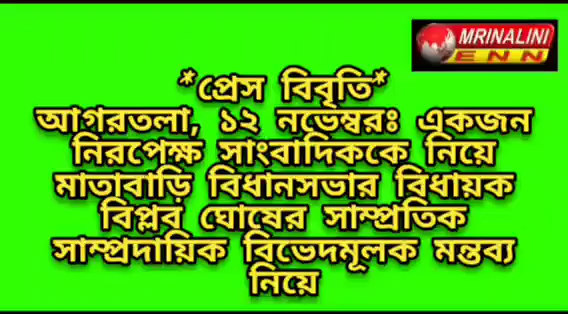 MRINALINI
ENN
*প্রেস বিবৃতি*
আগরতলা, ১২ নভেম্বরঃ একজন
নিরপেক্ষ সাংবাদিককে নিয়ে
মাতাবাড়ি বিধানসভার বিধায়ক
বিপ্লব ঘোষের সাম্প্রতিক
সাম্প্রদায়িক বিভেদমূলক মন্তব্য
নিয়ে